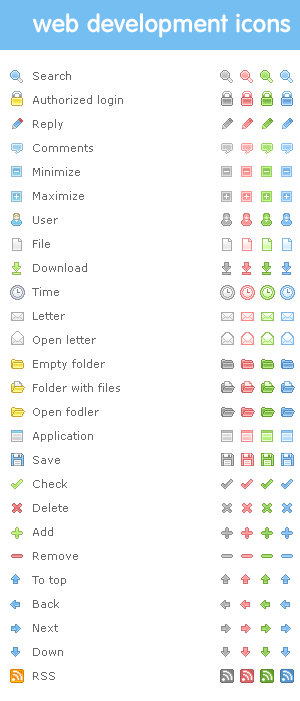 web development icons
Search
Authorized login
Reply
Comments
Minimize
Maximize
User
File
Download
Time
Letter
Open letter
Empty folder
Folder with files
Open fodler
Application
Save
Check
Delete
Add
Remove
To top
Back
Next
Down
RSS